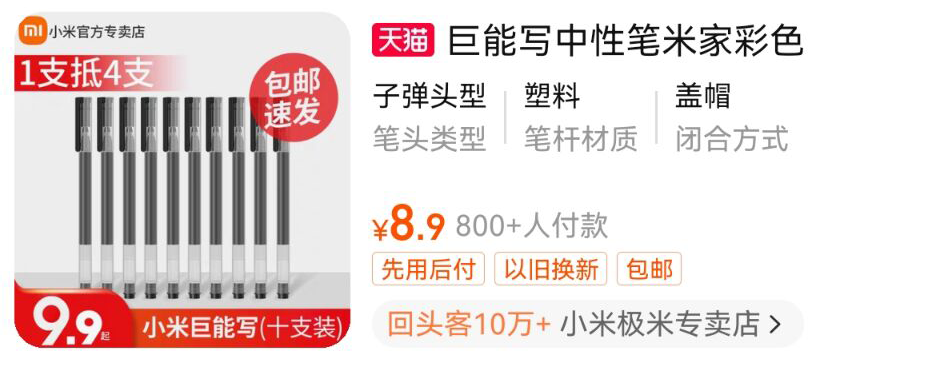 小米官方专卖店
1支抵4支
包邮
速发
9.9起
小米巨能写(十支装)
天猫 巨能写中性笔米家彩色
子弹头型 塑料 盖帽
笔头类型 笔杆材质 闭合方式
¥8.9 800+人付款
先用后付 以旧换新 包邮
回头客10万+ 小米极米专卖店 >